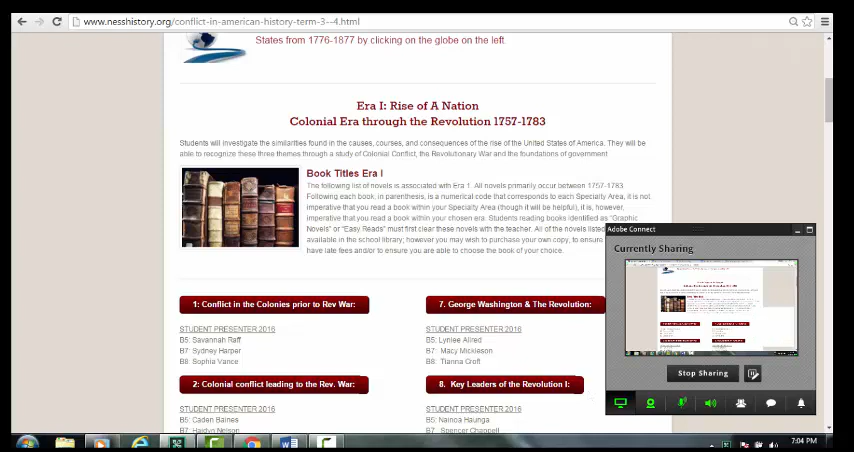 www.nesshistory.org/conflict-in-american-history-term-3--4.html
States from 1776-1877 by clicking on the globe on the left.
Era I: Rise of A Nation
Colonial Era through the Revolution 1757-1783
Students will investigate the similarities found in the causes, courses, and consequences of the rise of the United States of America. They will
be able to recognize these three themes through a study of Colonial Conflict, the Revolutionary War and the foundations of government
Book Titles Era I
The following list of novels is associated with Era 1. All novels primarily occur between 1757-1783.
Following each book, in parenthesis, is a numerical code that corresponds to each Specialty Area, it is not
imperative that you read a book within your Specialty Area (though it will be helpful), it is, however,
imperative that you read a book within your chosen era. Students reading books identified as "Graphic
Novels" or "Easy Reads" must first clear these novels with the teacher. All of the novels listed
available in the school library; however you may wish to purchase your own copy, to ensure
have late fees and/or to ensure you are able to choose the book of your choice.
1: Conflict in the Colonies prior to Rev War:
STUDENT PRESENTER 2016
B5: Savannah Raff
B7: Sydney Harper
B8: Sophia Vance
2: Colonial conflict leading to the Rev. War:
STUDENT PRESENTER 2016
B5: Caden Baines
B7: Haidyn Nelson
7. George Washington & The Revolution:
STUDENT PRESENTER 2016
B5: Lynlee Allred
B7: Macy Mickleson
B8: Tianna Croft
8. Key Leaders of the Revolution I:
STUDENT PRESENTER 2016
B5: Nainoa Haunga
B7: Spencer Chappell
Adobe Connect
Currently Sharing
Stop Sharing
7:04 PM